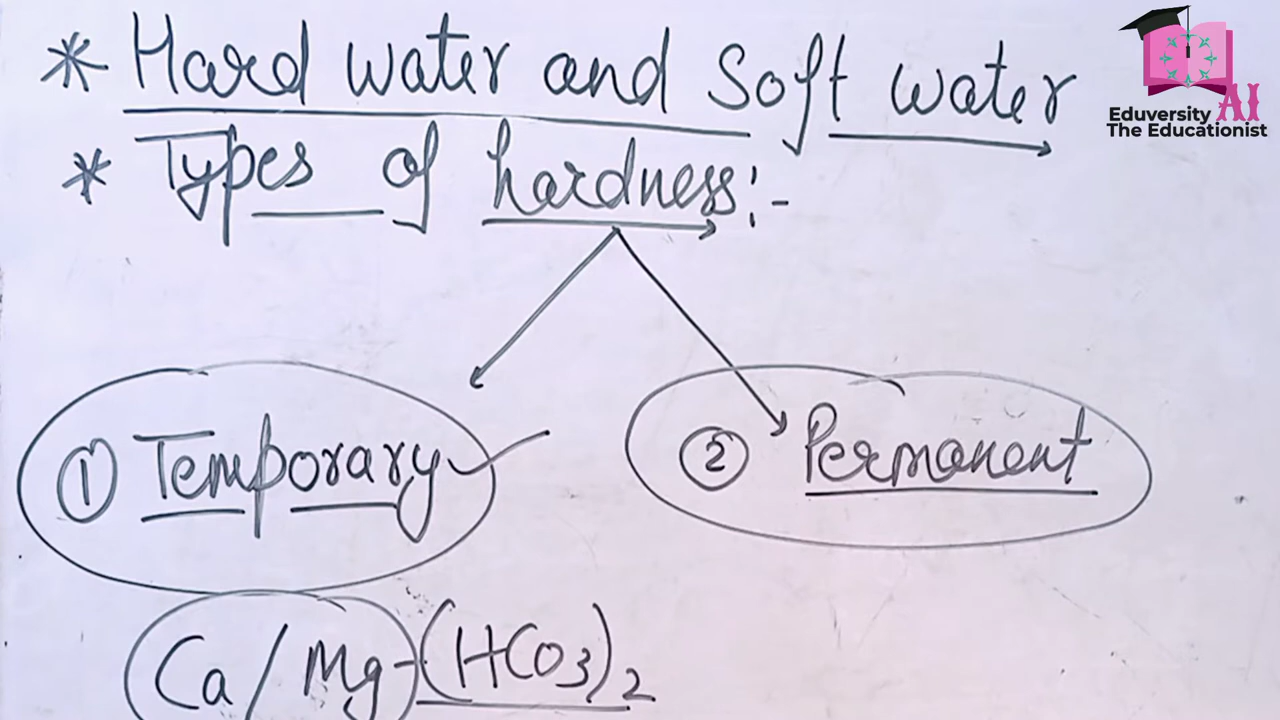 * Hard water and Soft water
* Types of hardness:-
① Temporary
② Permanent
Ca/Mg-(HCO3)2
Eduversity AI
The Educationist